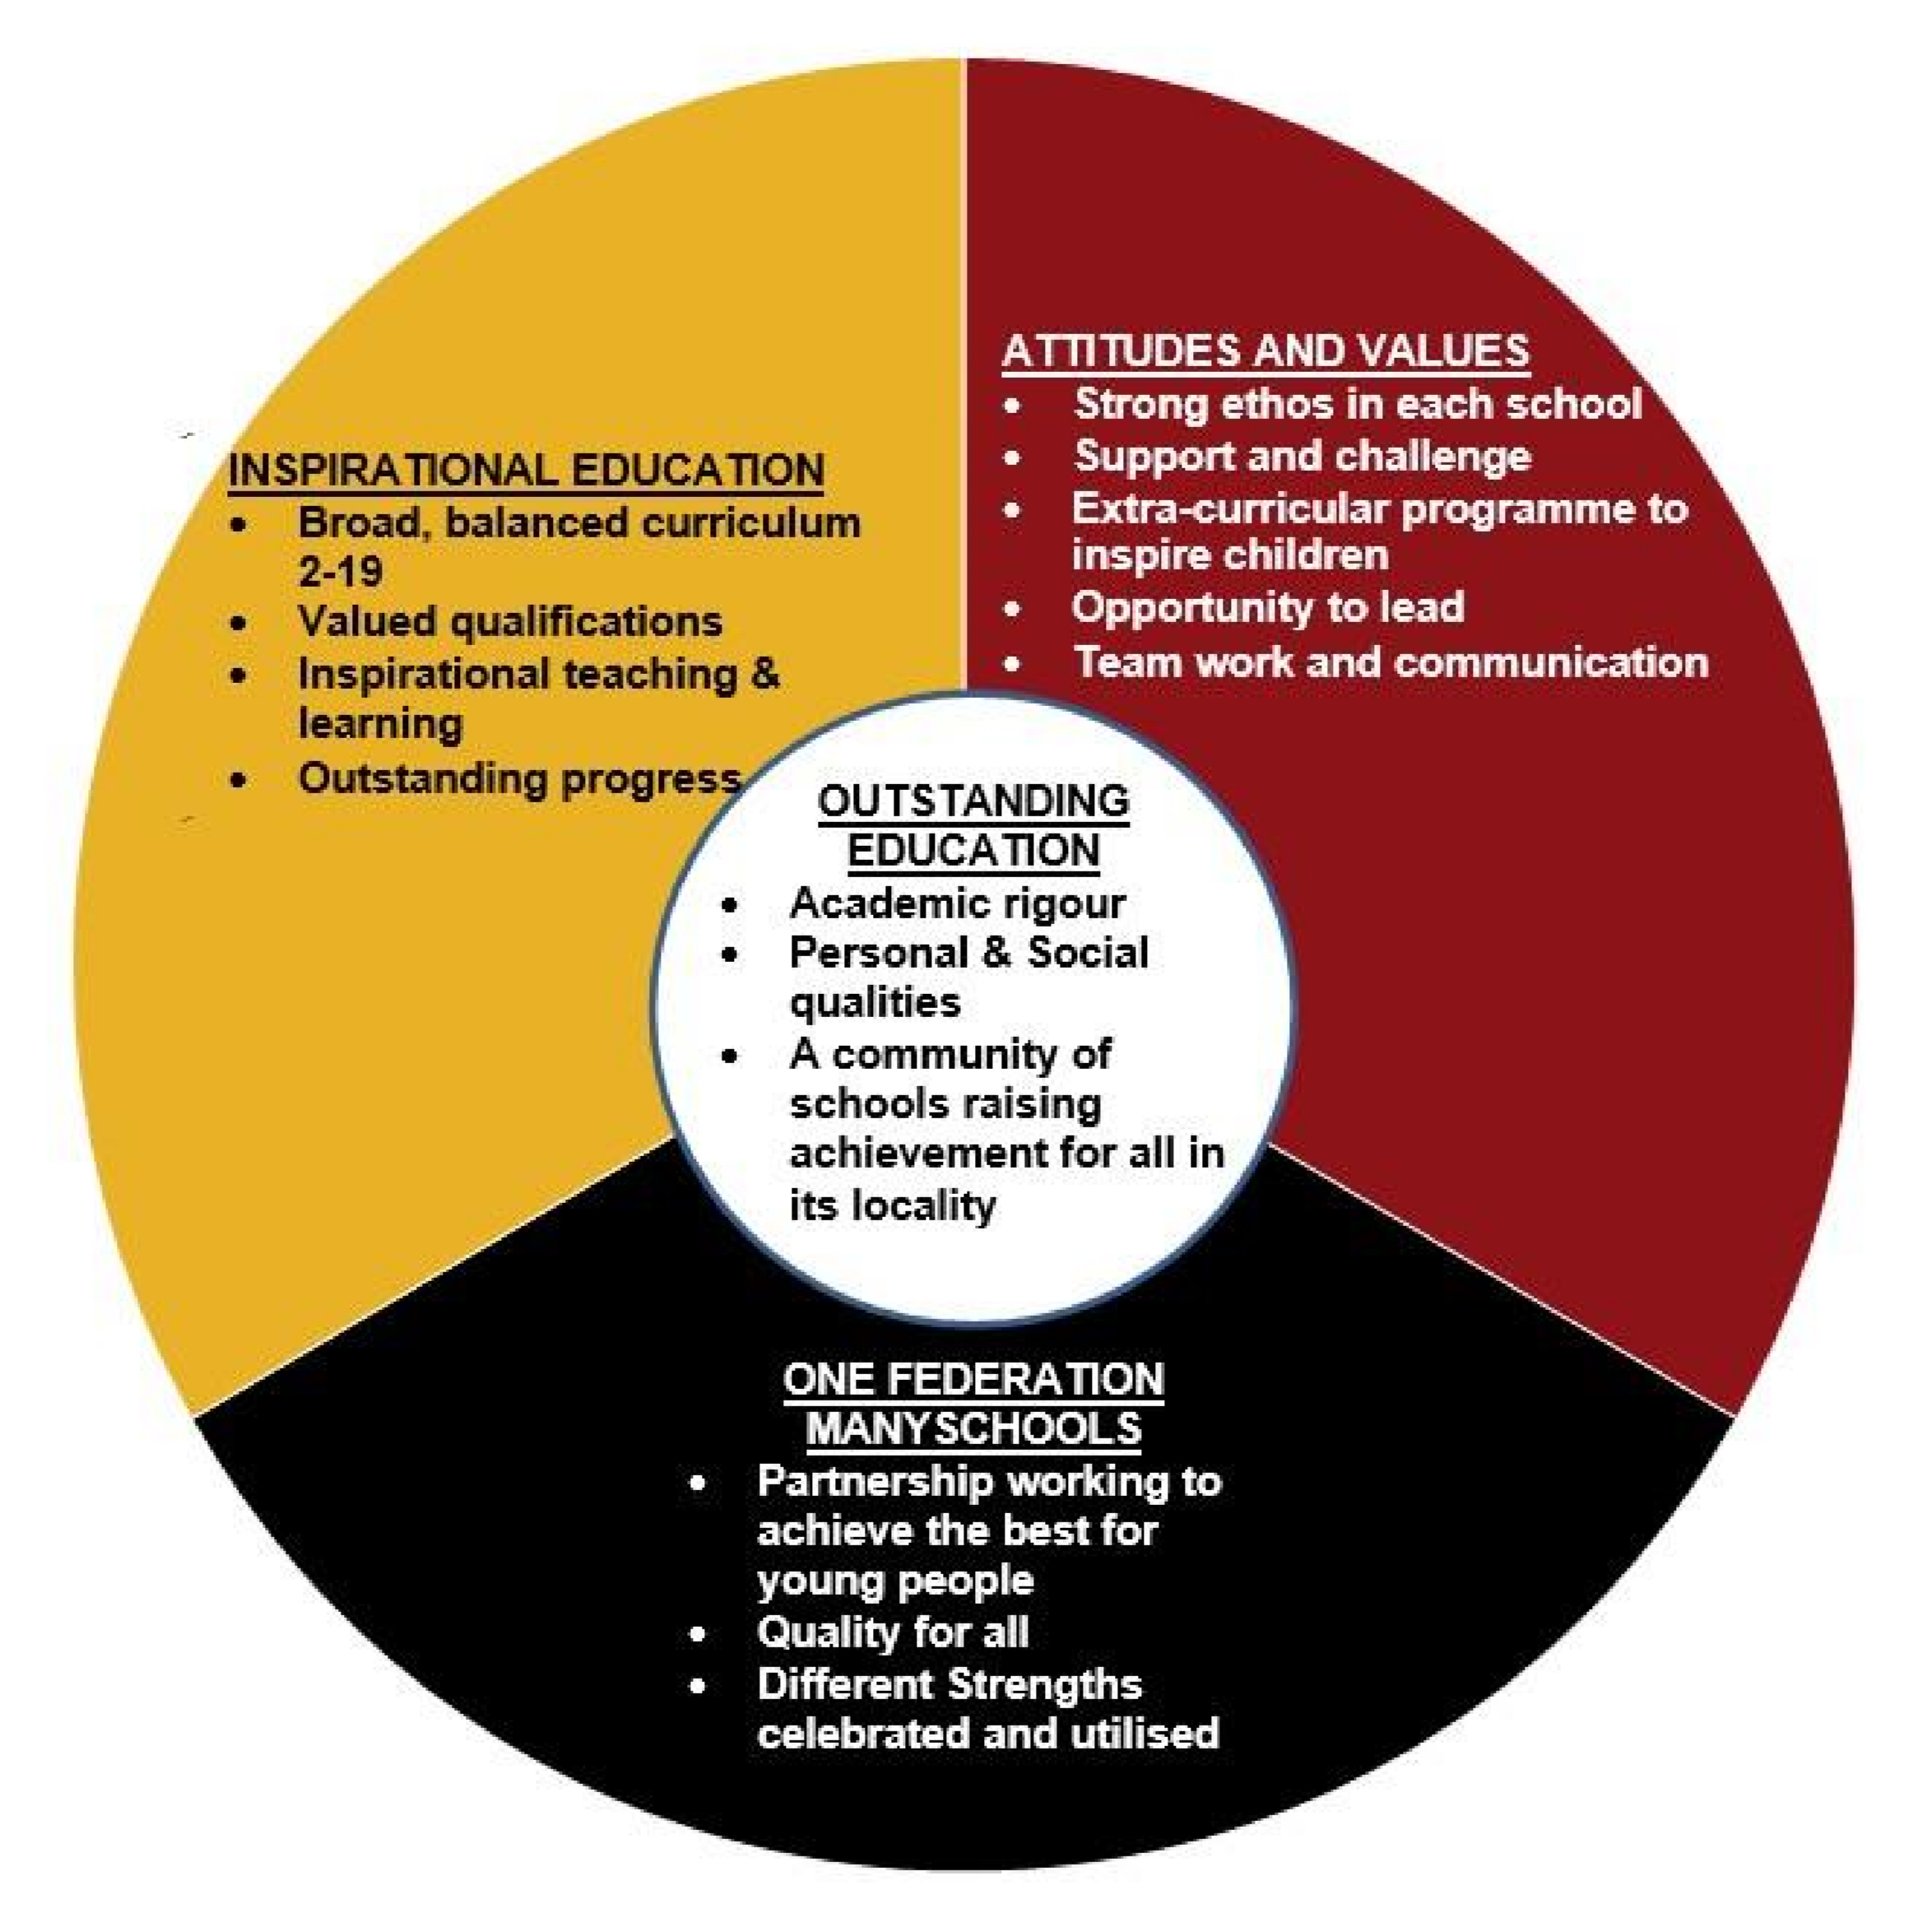 INSPIRATIONAL EDUCATION
• Broad, balanced curriculum
2-19
• Valued qualifications
• Inspirational teaching &
learning
• Outstanding progress
ATTITUDES AND VALUES
• Strong ethos in each school
• Support and challenge
• Extra-curricular programme to
inspire children
• Opportunity to lead
• Team work and communication
OUTSTANDING
EDUCATION
• Academic rigour
• Personal & Social
qualities
• A community of
schools raising
achievement for all in
its locality
ONE FEDERATION
MANY SCHOOLS
• Partnership working to
achieve the best for
young people
• Quality for all
• Different Strengths
celebrated and utilised